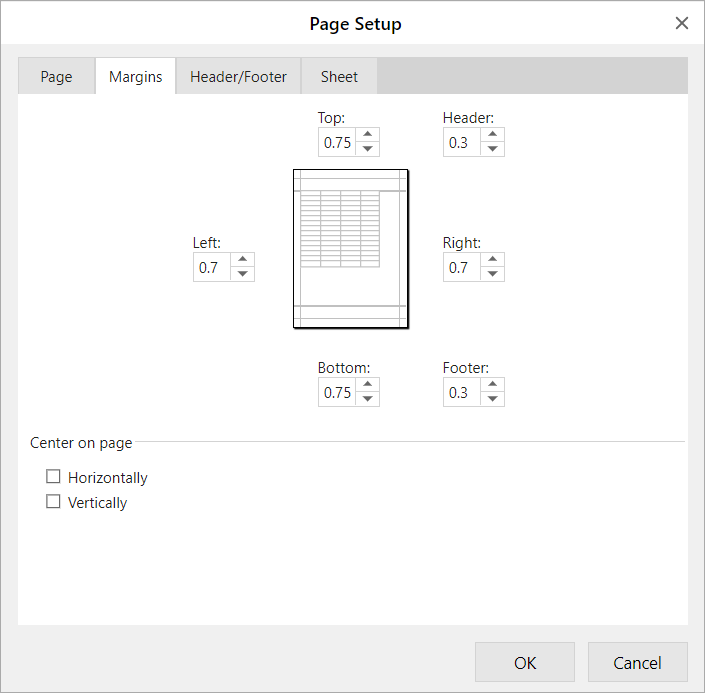 Page Setup
Page Margins Header/Footer Sheet
Top: Header:
0.75 0.3
Left: Right:
0.7 0.7
Bottom: Footer:
0.75 0.3
Center on page
Horizontally
Vertically
OK Cancel